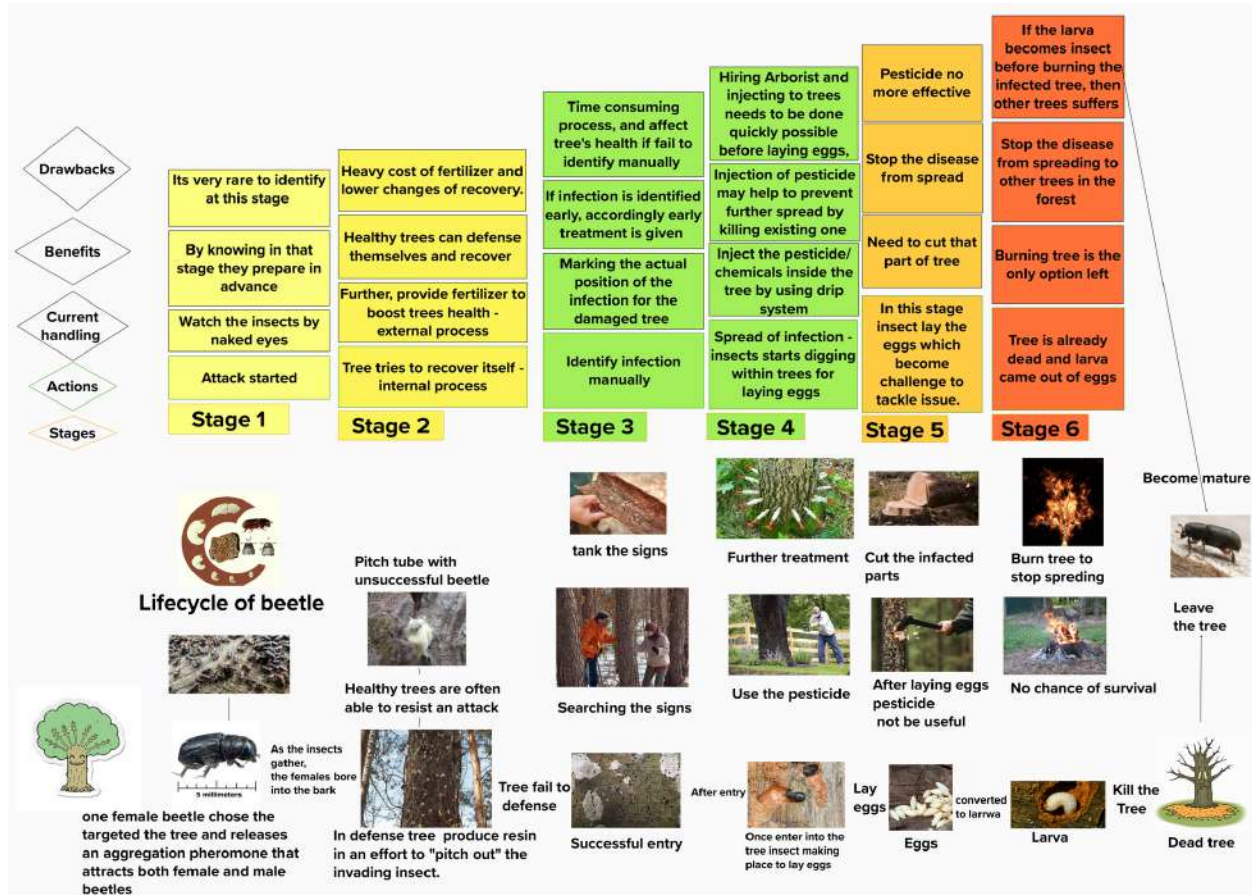 Drawbacks
Benefits
Current
handling
Actions
Stages
Its very rare to identify
at this stage
By knowing in that
stage they prepare in
advance
Watch the insects by
naked eyes
Attack started
Stage 1
Heavy cost of fertilizer and
lower changes of recovery.
Healthy trees can defense
themselves and recover
Further, provide fertilizer to
boost trees health -
external process
Tree tries to recover itself -
internal process
Stage 2
Time consuming
process, and affect
tree's health if fail to
identify manually
If infection is identified
early, accordingly early
treatment is given
Marking the actual
position of the
infection for the
damaged tree
Identify infection
manually
Stage 3
Hiring Arborist and
injecting to trees
needs to be done
quickly possible
before laying eggs,
Injection of pesticide
may help to prevent
further spread by
killing existing one
Inject the pesticide/
chemicals inside the
tree by using drip
system
Spread of infection -
insects starts digging
within trees for
laying eggs
Stage 4
Pesticide no
more effective
Stop the disease
from spread
Need to cut that
part of tree
In this stage
insect lay the
eggs which
become
challenge to
tackle issue.
Stage 5
If the larva
becomes insect
before burning the
infected tree, then
other trees suffers
Stop the disease
from spreading to
other trees in the
forest
Burning tree is the
only option left
Tree is already
dead and larva
came out of eggs
Stage 6
Become mature
Leave
the tree
Lifecycle of beetle
Pitch tube with
unsuccessful beetle
tank the signs
Further treatment
Cut the infacted
parts
Burn tree to
stop spreding
Healthy trees are often
able to resist an attack
Searching the signs
Use the pesticide
After laying eggs
pesticide
not be useful
No chance of survival
5 millimeters
As the insects
gather,
the females bore
into the bark
one female beetle chose the
targeted the tree and releases
an aggregation pheromone that
attracts both female and male
beetles
In defense tree produce resin
in an effort to "pitch out" the
invading insect.
Tree fail to
defense
Successful entry
After entry
Once enter into the
tree insect making
place to lay eggs
Lay
eggs
Eggs
converted
to larrwa
Larva
Kill the
Tree
Dead tree